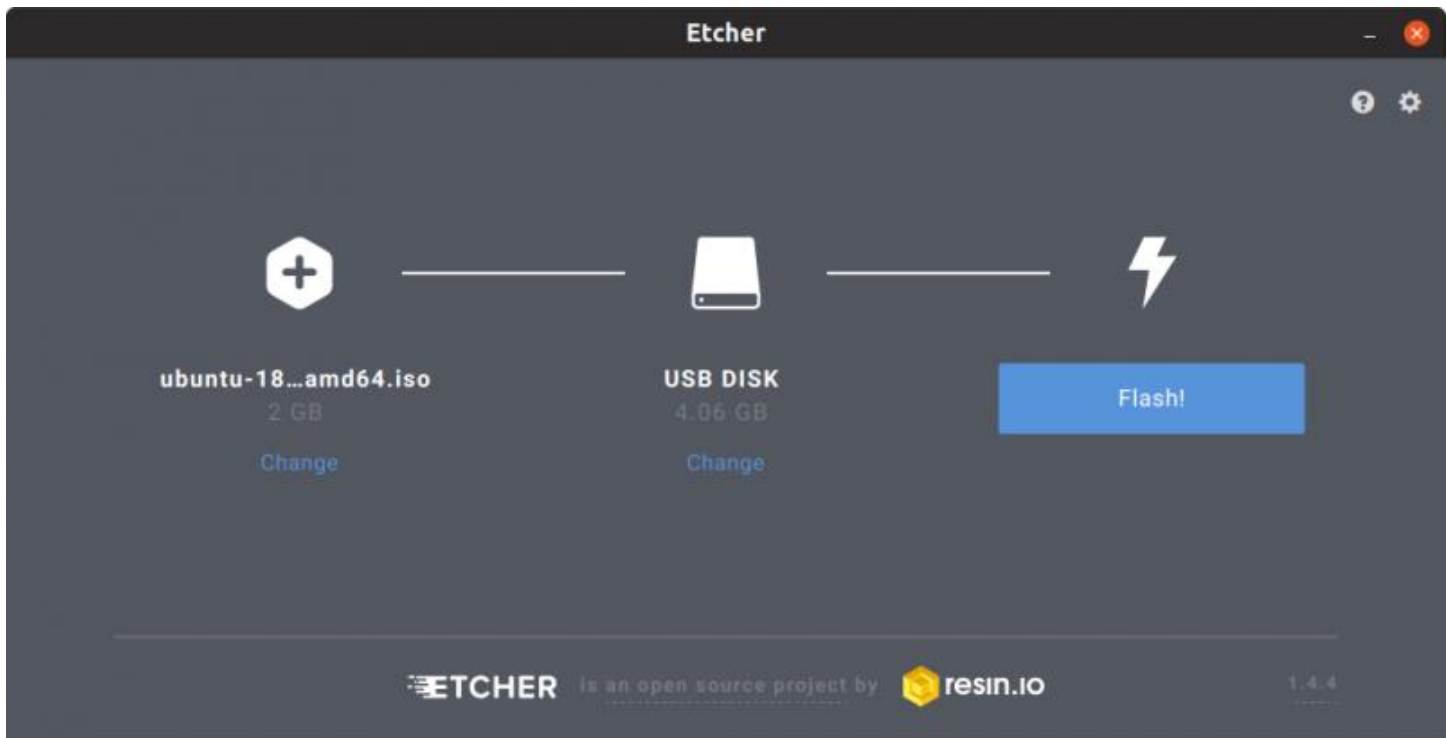 Etcher
ubuntu-18...amd64.iso
2 GB
Change
USB DISK
4.06 GB
Change
Flash!
ETCHER is an open source project by resin.io
1.4.4